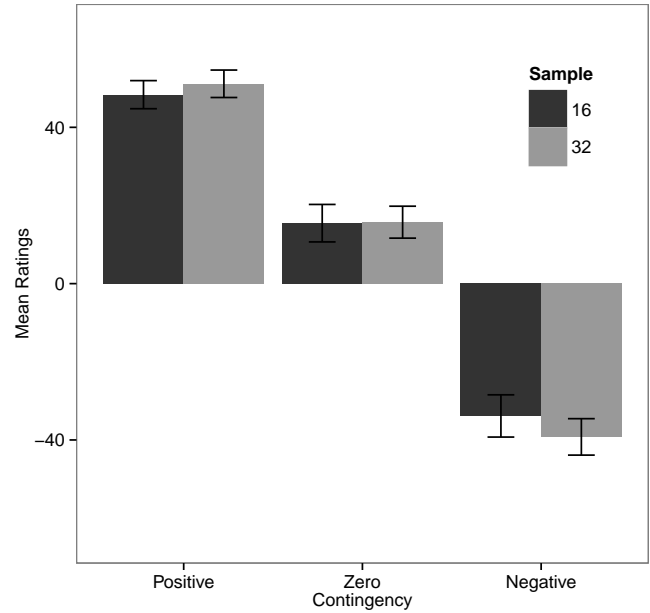 Sample
16
32
40
0
−40
Mean Ratings
Positive Zero Negative
Contingency